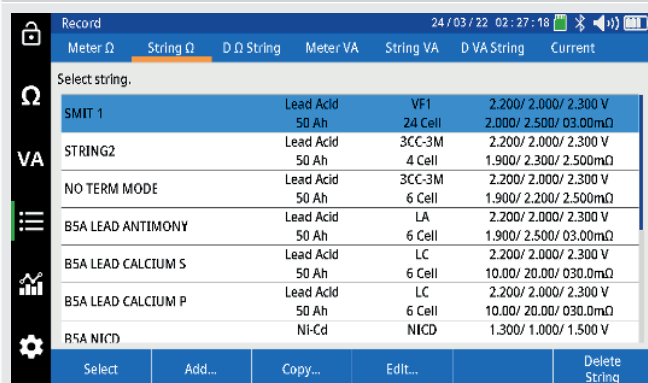 Record 24/03/22 02:27:18
Meter Ω String Ω D Ω String Meter VA String VA D VA String Current
Select string.
Ω
VA
SMIT 1 Lead Acid VF1 2.200/ 2.000/ 2.300 V
50 Ah 24 Cell 2.000/ 2.500/ 03.00mΩ
STRING2 Lead Acid 3CC-3M 2.200/ 2.000/ 2.300 V
50 Ah 4 Cell 1.900/ 2.300/ 2.500mΩ
NO TERM MODE Lead Acid 3CC-3M 2.200/ 2.000/ 2.300 V
50 Ah 6 Cell 1.900/ 2.200/ 2.500mΩ
B5A LEAD ANTIMONY Lead Acid LA 2.200/ 2.000/ 2.300 V
50 Ah 6 Cell 1.900/ 2.500/ 03.00mΩ
B5A LEAD CALCIUM S Lead Acid LC 2.200/ 2.000/ 2.300 V
50 Ah 6 Cell 10.00/ 20.00/ 030.0mΩ
B5A LEAD CALCIUM P Lead Acid LC 2.200/ 2.000/ 2.300 V
50 Ah 6 Cell 10.00/ 20.00/ 030.0mΩ
B5A NICD Ni-Cd NICD 1.300/ 1.000/ 1.500 V
Select Add... Copy... Edit... Delete
String